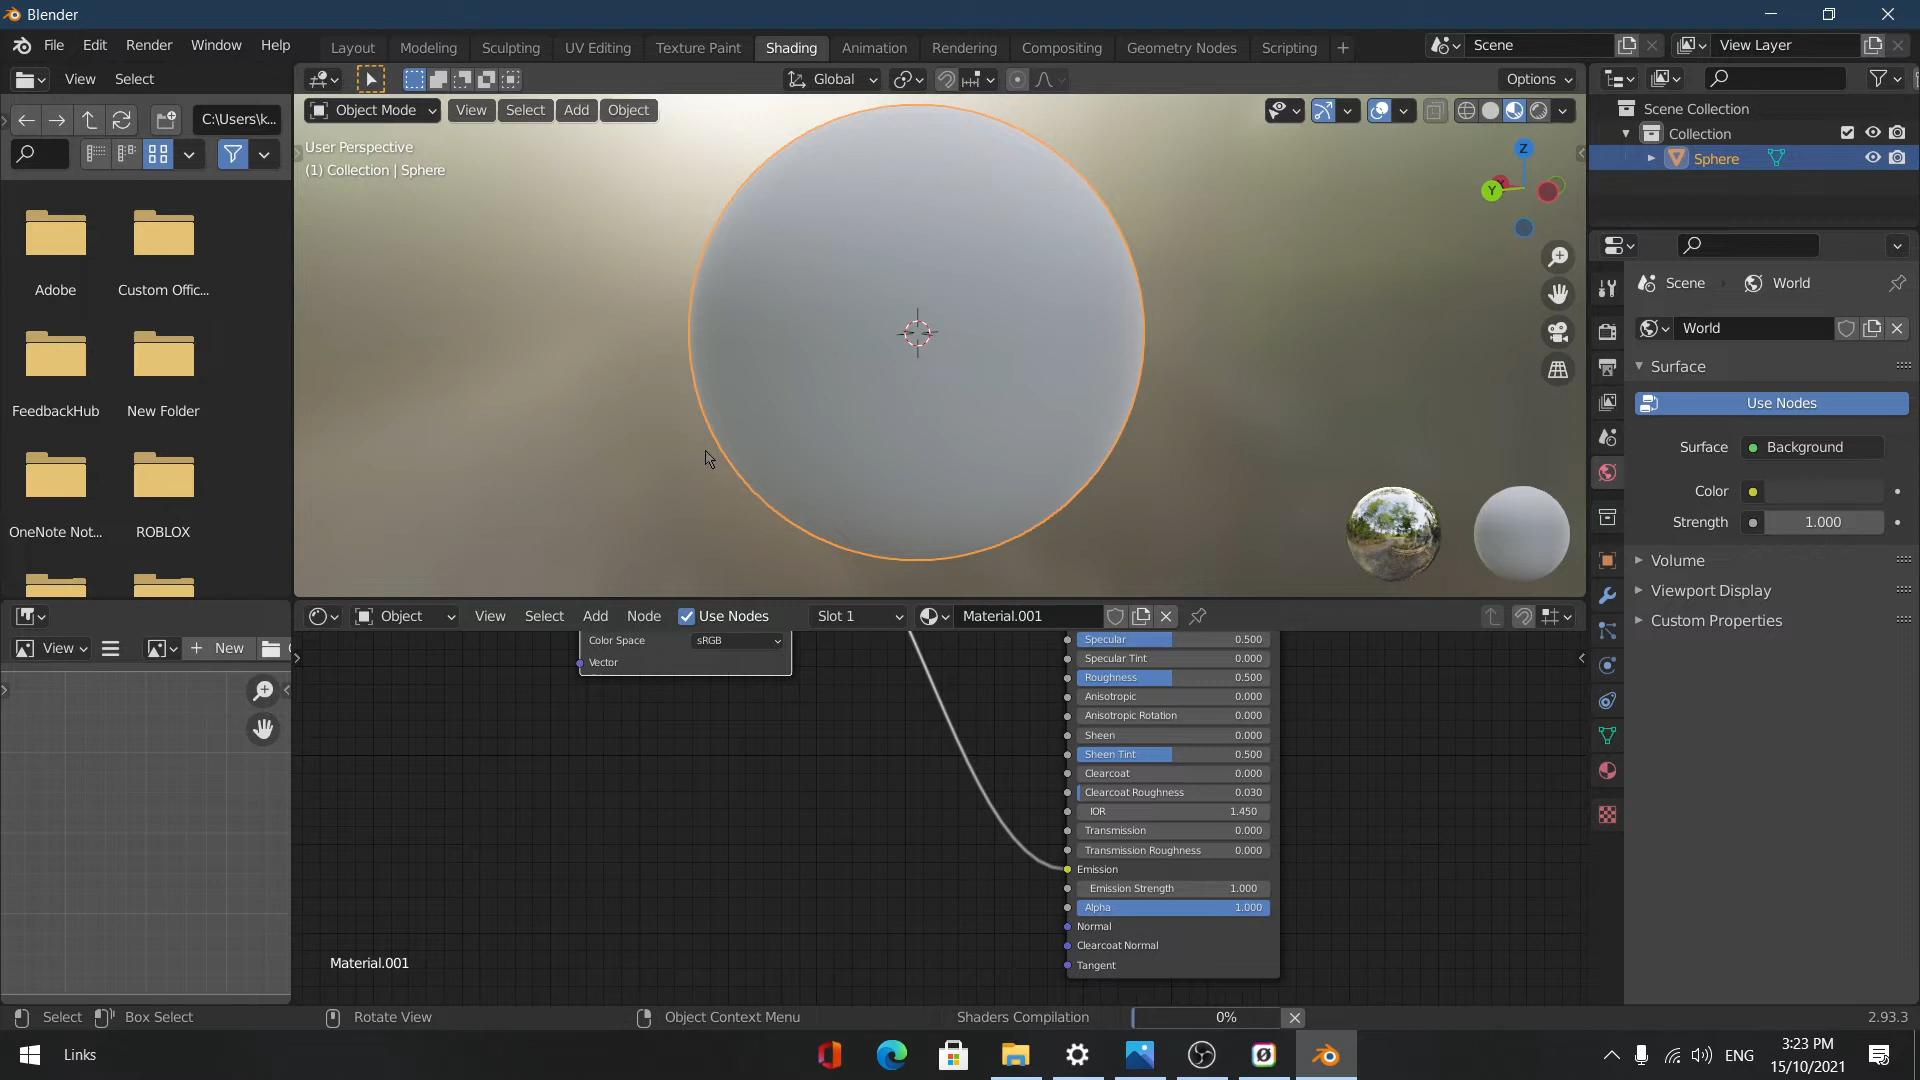 Blender
File Edit Render Window Help
Layout Modeling Sculpting UV Editing Texture Paint Shading Animation Rendering Compositing Geometry Nodes Scripting
Scene
View Layer
View Select
Global
Options
C:\Users\k...
Object Mode View Select Add Object
User Perspective
(1) Collection | Sphere
Z
Y
Adobe
Custom Offic...
FeedbackHub
New Folder
OneNote Not...
ROBLOX
Scene Collection
Collection
Sphere
Scene World
World
Surface
Use Nodes
Surface Background
Color
Strength 1.000
Volume
Viewport Display
Custom Properties
Object View Select Add Node Use Nodes Slot 1 Material.001
View New
Color Space sRGB
Vector
Specular 0.500
Specular Tint 0.000
Roughness 0.500
Anisotropic 0.000
Anisotropic Rotation 0.000
Sheen 0.000
Sheen Tint 0.500
Clearcoat 0.000
Clearcoat Roughness 0.030
IOR 1.450
Transmission 0.000
Transmission Roughness 0.000
Emission
Emission Strength 1.000
Alpha 1.000
Normal
Clearcoat Normal
Tangent
Material.001
Select Box Select Rotate View Object Context Menu Shaders Compilation 0% 2.93.3
Links
ENG
3:23 PM
15/10/2021